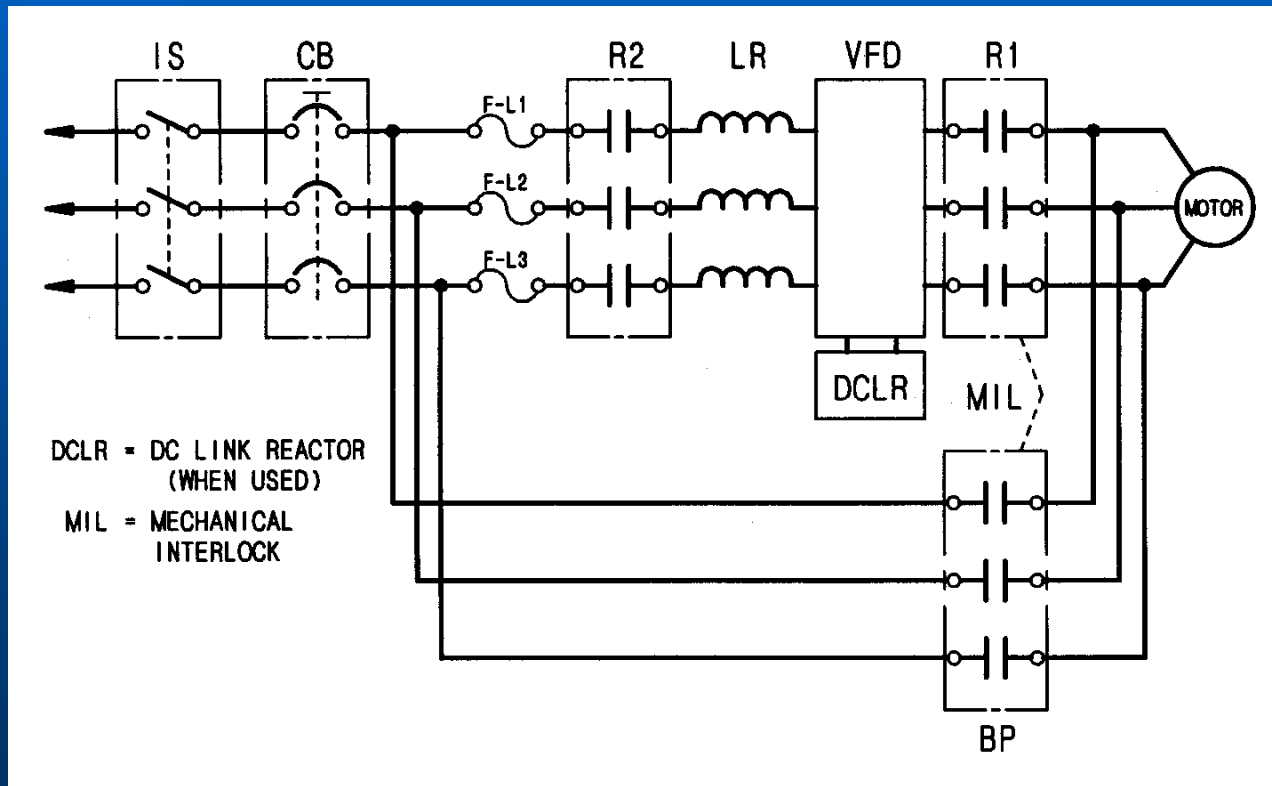 IS
CB
R2
LR
VFD
R1
F-L1
F-L2
F-L3
MOTOR
DCLR
MIL
DCLR = DC LINK REACTOR
(WHEN USED)
MIL = MECHANICAL
INTERLOCK
BP